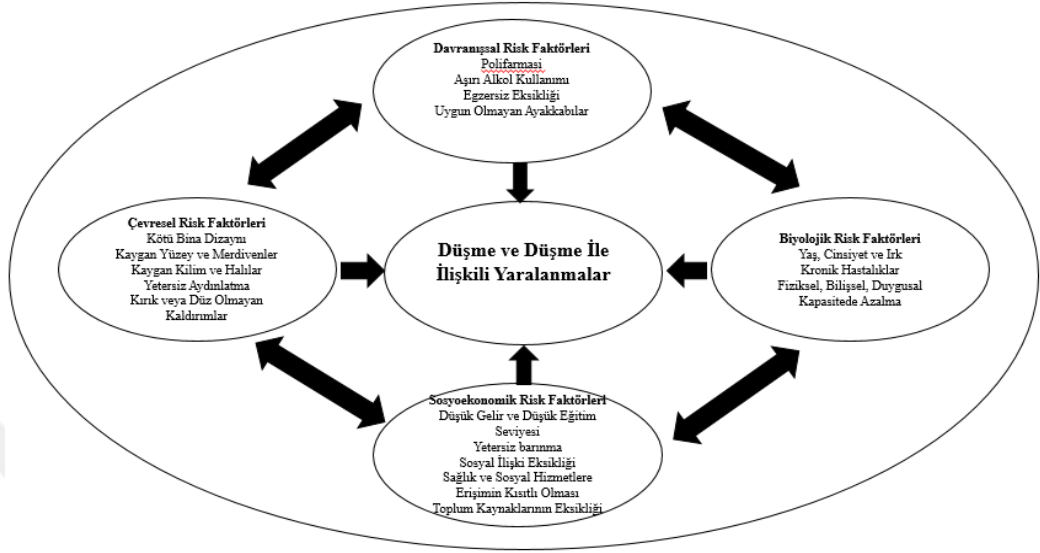 Davranışsal Risk Faktörleri
Polifarmasi
Aşırı Alkol Kullanımı
Egzersiz Eksikliği
Uygun Olmayan Ayakkabılar
Çevresel Risk Faktörleri
Kötü Bina Dizaynı
Kaygan Yüzey ve Merdivenler
Kaygan Kilim ve Halılar
Yetersiz Aydınlatma
Kırık veya Düz Olmayan
Kaldırımlar
Düşme ve Düşme İle
İlişkili Yaralanmalar
Biyolojik Risk Faktörleri
Yaş, Cinsiyet ve Irk
Kronik Hastalıklar
Fiziksel, Bilişsel, Duygusal
Kapasitede Azalma
Sosyoekonomik Risk Faktörleri
Düşük Gelir ve Düşük Eğitim
Seviyesi
Yetersiz barınma
Sosyal İlişki Eksikliği
Sağlık ve Sosyal Hizmetlere
Erişimin Kısıtlı Olması
Toplum Kaynaklarının Eksikliği